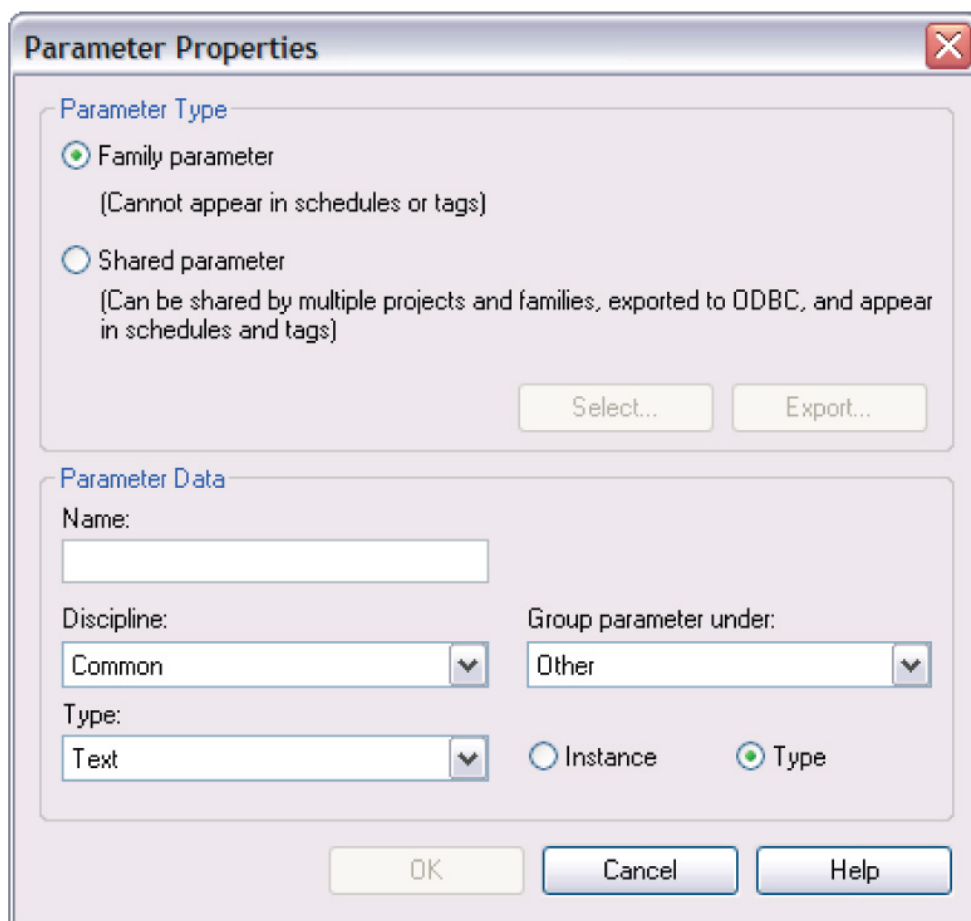 Parameter Properties
Parameter Type
Family parameter
(Cannot appear in schedules or tags)
Shared parameter
(Can be shared by multiple projects and families, exported to ODBC, and appear
in schedules and tags)
Select...
Export...
Parameter Data
Name:
Discipline:
Group parameter under:
Common
Other
Type:
Text
Instance
Type
OK
Cancel
Help